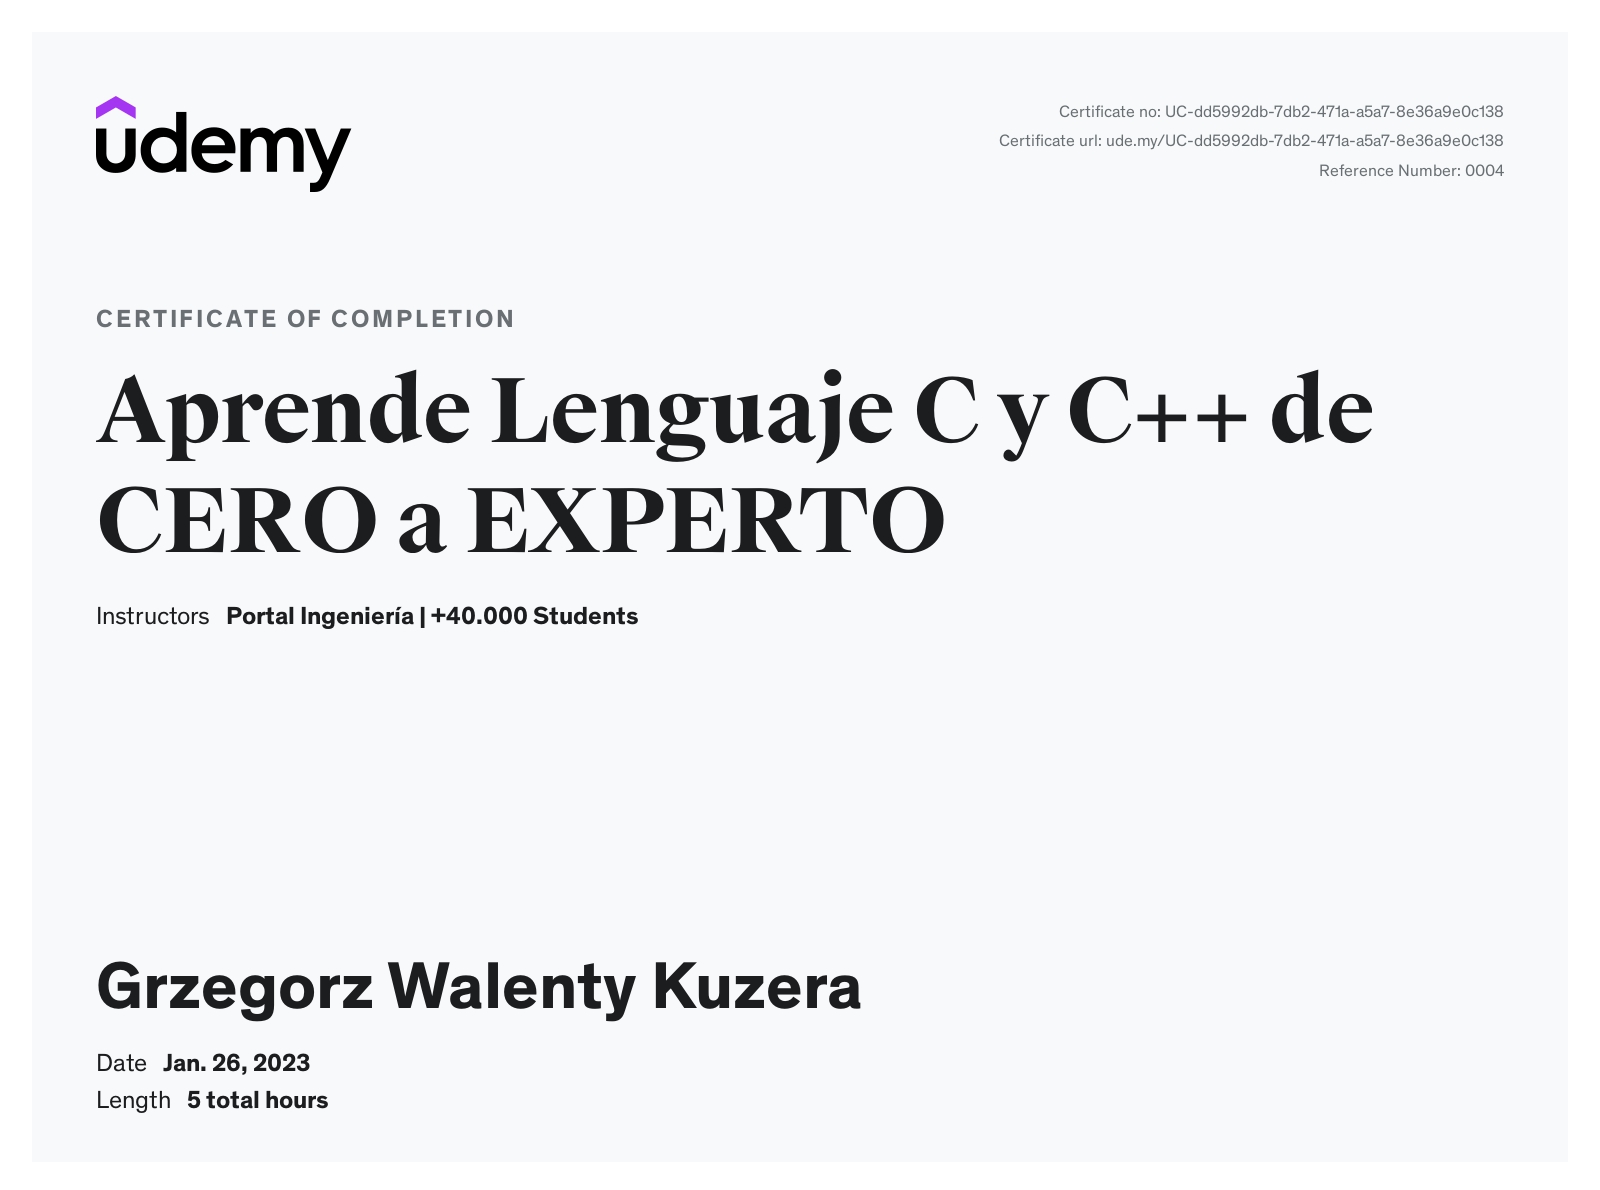 udemy
Certificate no: UC-dd5992db-7db2-471a-a5a7-8e36a9e0c138
Certificate url: ude.my/UC-dd5992db-7db2-471a-a5a7-8e36a9e0c138
Reference Number: 0004
CERTIFICATE OF COMPLETION
Aprende Lenguaje C y C++ de
CERO a EXPERTO
Instructors Portal Ingeniería | +40.000 Students
Grzegorz Walenty Kuzera
Date Jan. 26, 2023
Length 5 total hours